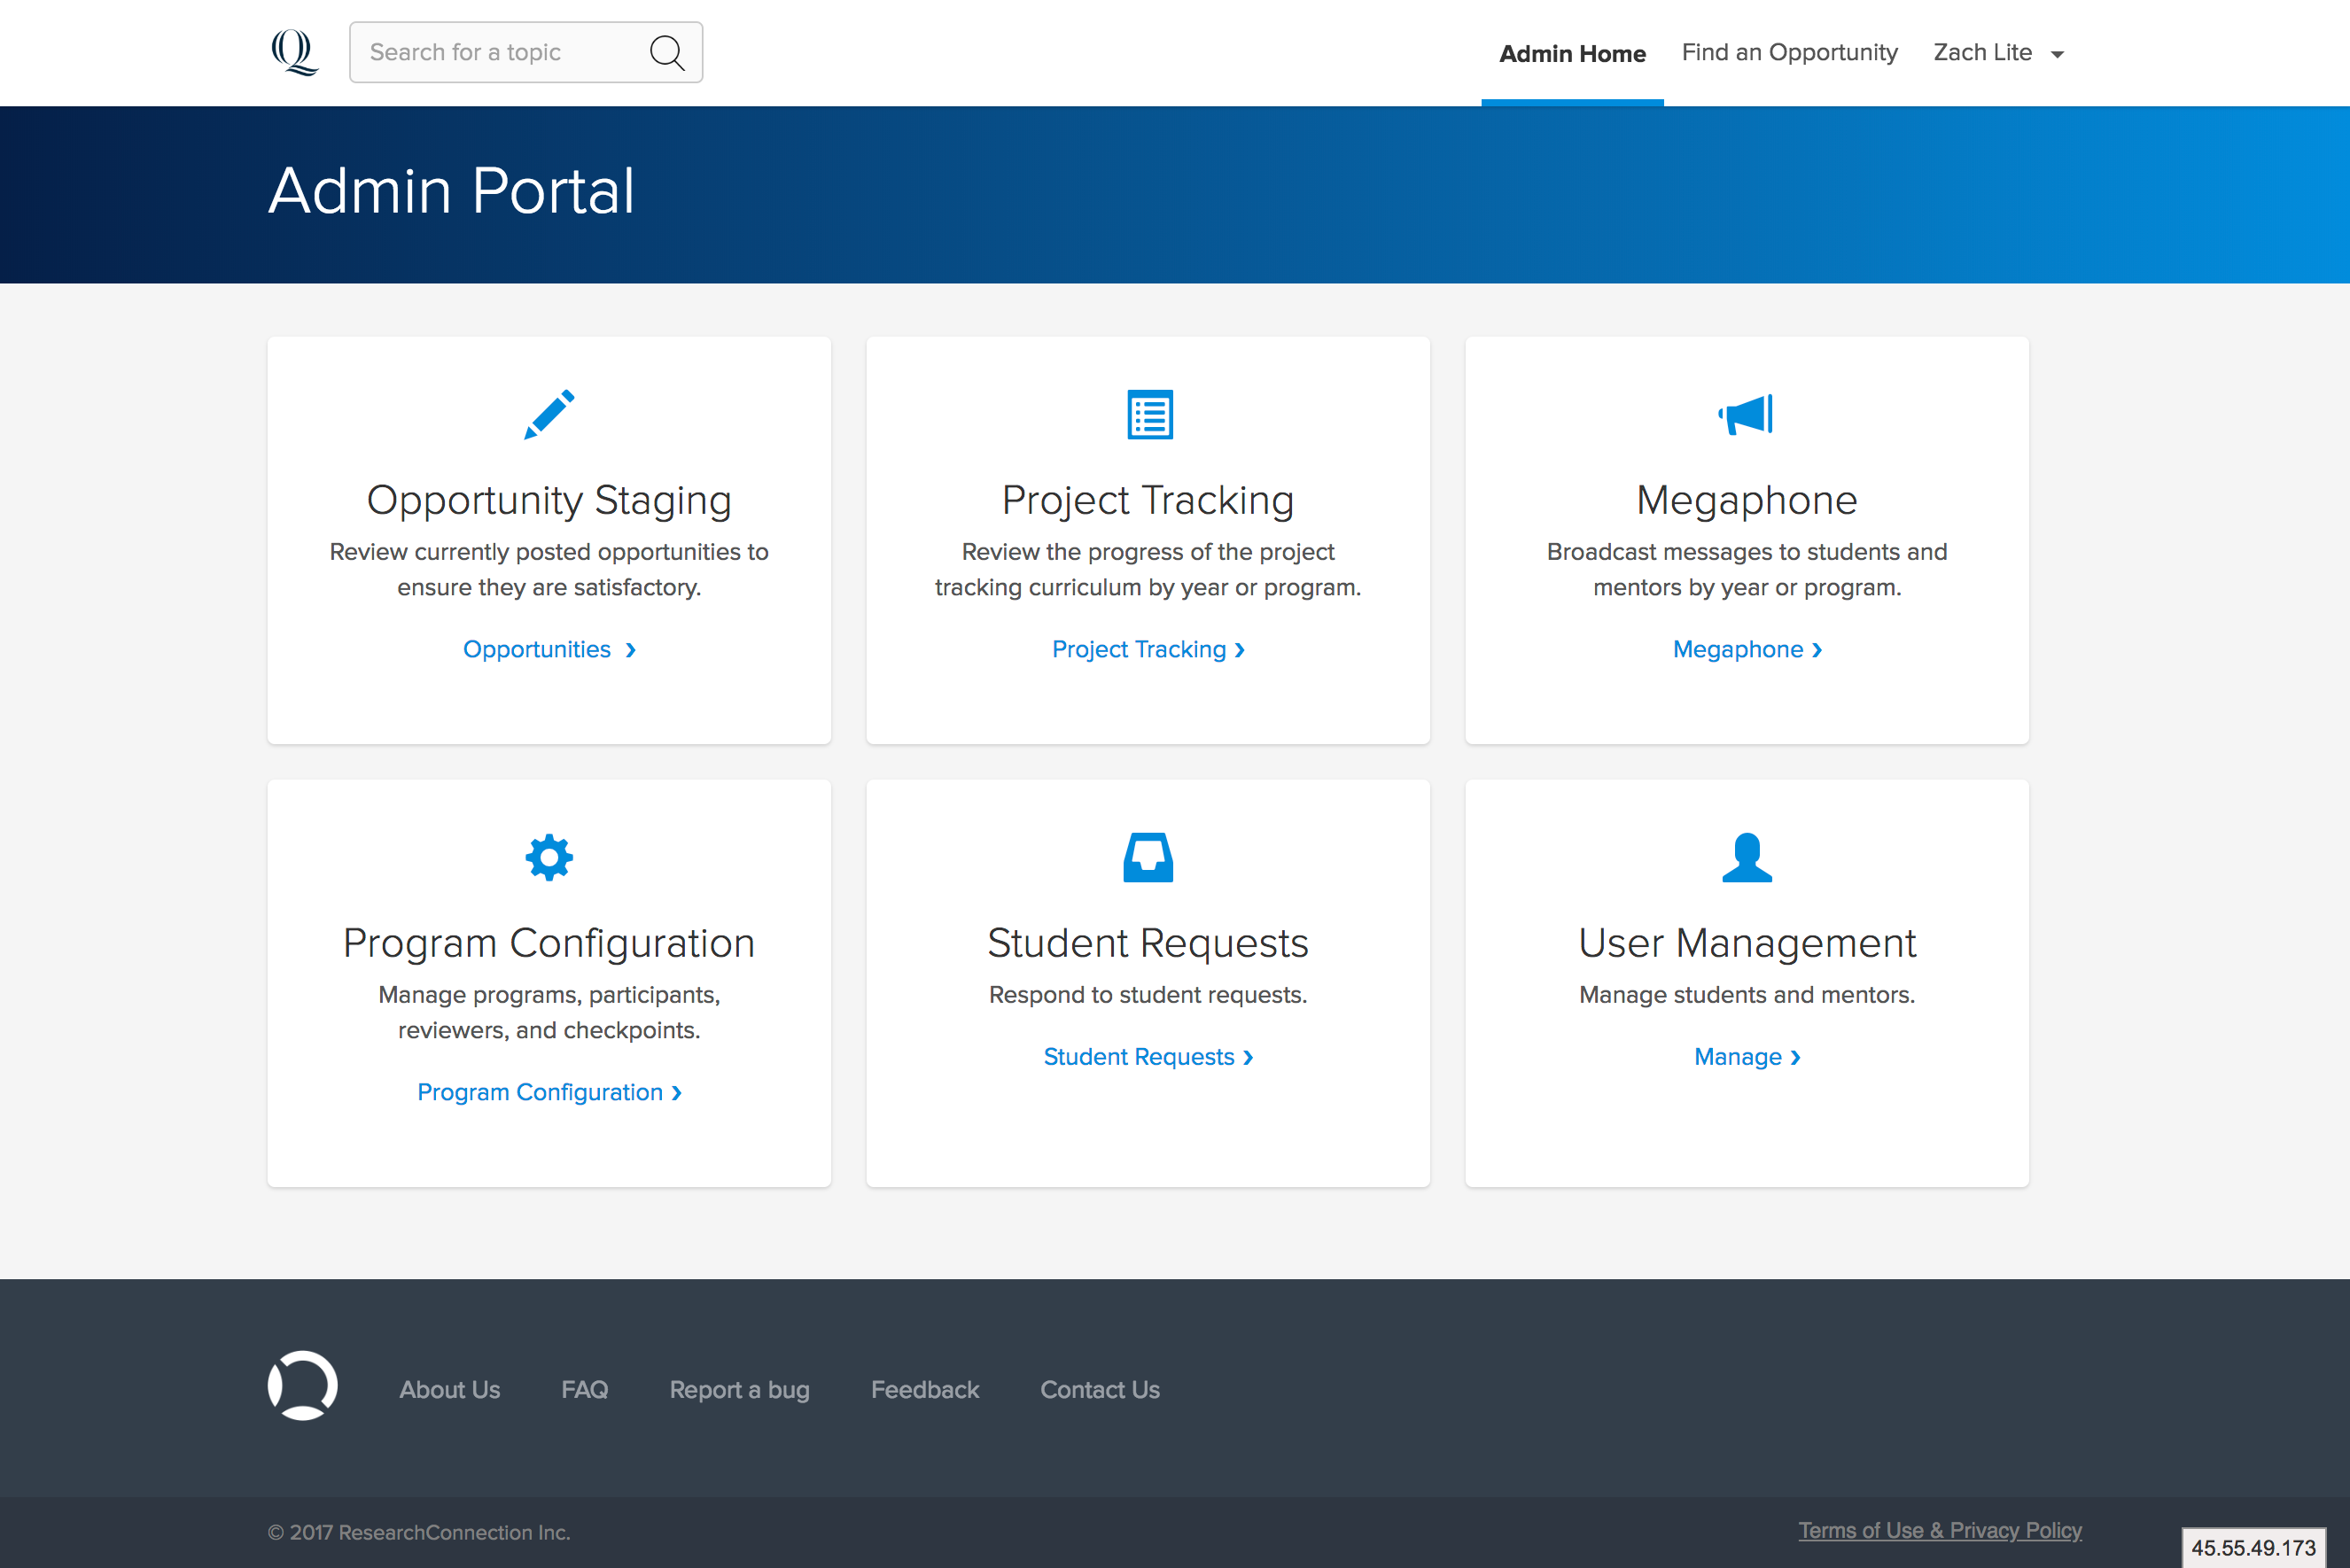 Q
Search for a topic
Admin Home
Find an Opportunity
Zach Lite
Admin Portal
Opportunity Staging
Review currently posted opportunities to
ensure they are satisfactory.
Opportunities
Project Tracking
Review the progress of the project
tracking curriculum by year or program.
Project Tracking
Megaphone
Broadcast messages to students and
mentors by year or program.
Megaphone
Program Configuration
Manage programs, participants,
reviewers, and checkpoints.
Program Configuration
Student Requests
Respond to student requests.
Student Requests
User Management
Manage students and mentors.
Manage
About Us
FAQ
Report a bug
Feedback
Contact Us
© 2017 ResearchConnection Inc.
Terms of Use & Privacy Policy
45.55.49.173